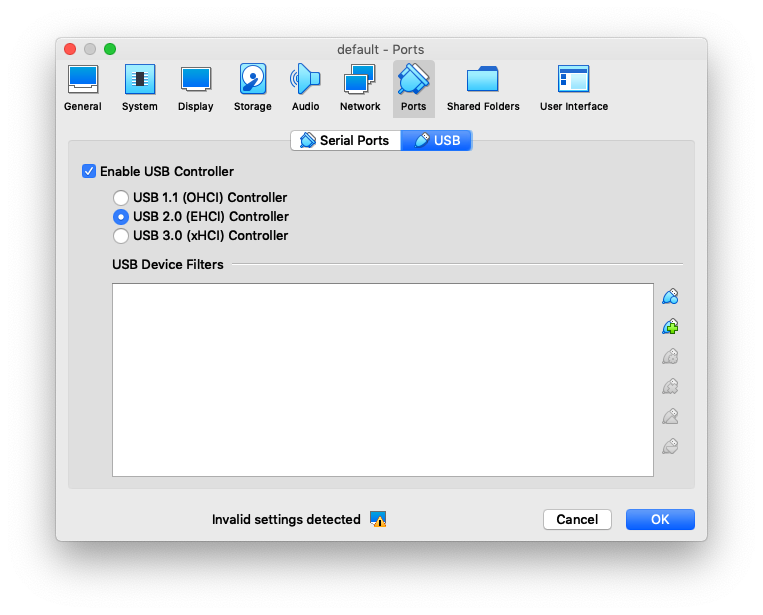 default - Ports
General System Display Storage Audio Network Ports Shared Folders User Interface
Serial Ports USB
Enable USB Controller
USB 1.1 (OHCI) Controller
USB 2.0 (EHCI) Controller
USB 3.0 (xHCI) Controller
USB Device Filters
Invalid settings detected Cancel OK